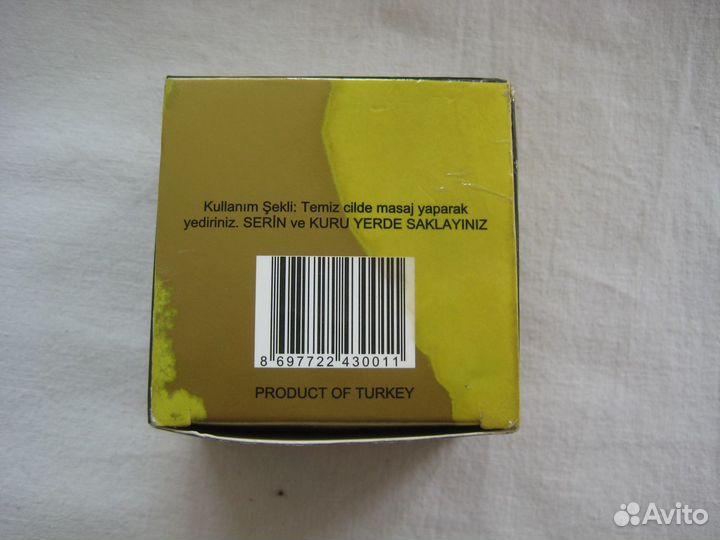 Kullanım Şekli: Temiz cilde masaj yaparak
yediriniz. SERİN ve KURU YERDE SAKLAYINIZ
8 697722 430011
PRODUCT OF TURKEY
Avito